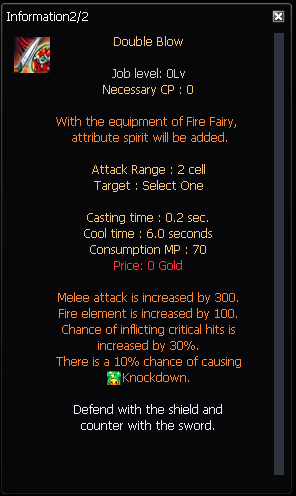 Information2/2
Double Blow
Job level: 0Lv
Necessary CP : 0
With the equipment of Fire Fairy,
attribute spirit will be added.
Attack Range : 2 cell
Target : Select One
Casting time : 0.2 sec.
Cool time : 6.0 seconds
Consumption MP : 70
Price: 0 Gold
Melee attack is increased by 300.
Fire element is increased by 100.
Chance of inflicting critical hits is
increased by 30%.
There is a 10% chance of causing
Knockdown.
Defend with the shield and
counter with the sword.